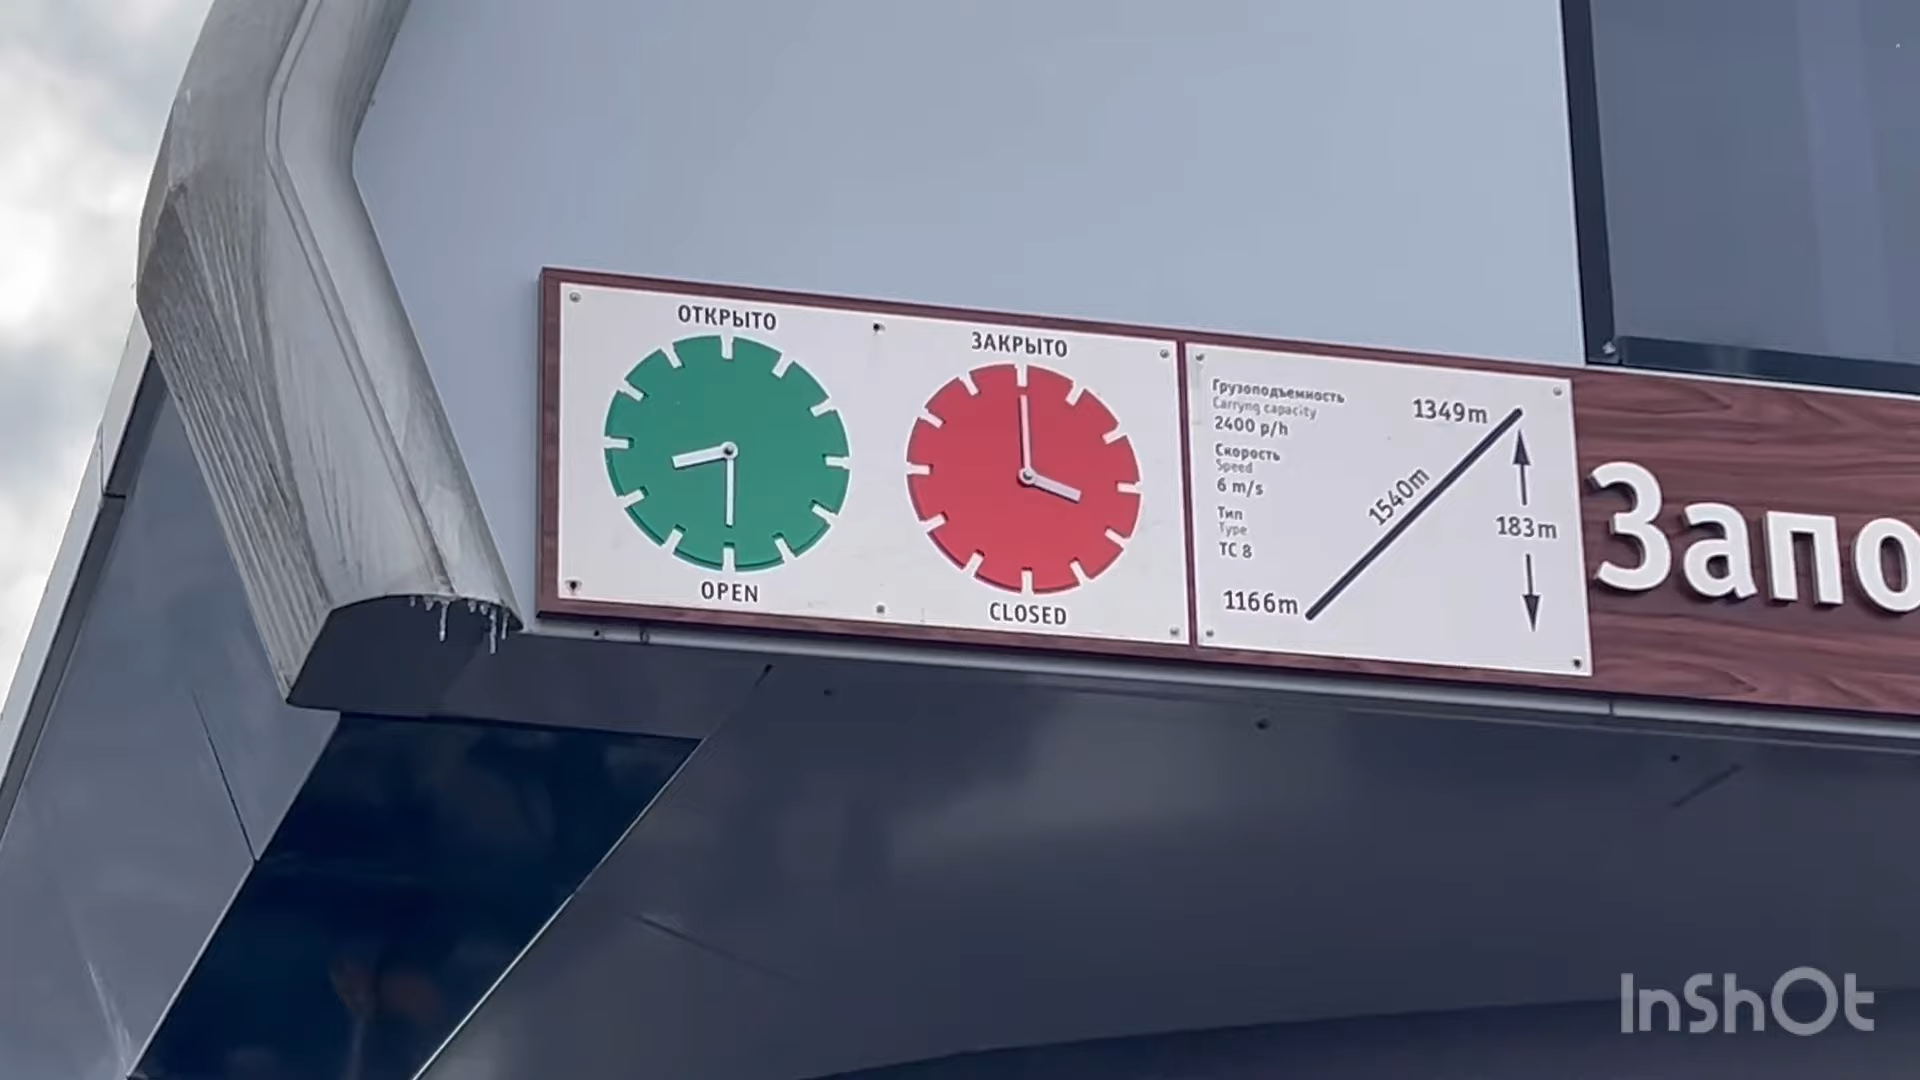 ОТКРЫТО
OPEN
ЗАКРЫТО
CLOSED
Грузоподъемность
Carryng capacity
2400 p/h
Скорость
Speed
6 m/s
Тип
Type
TC 8
1349m
1540m
183m
1166m
Запо
InShOt